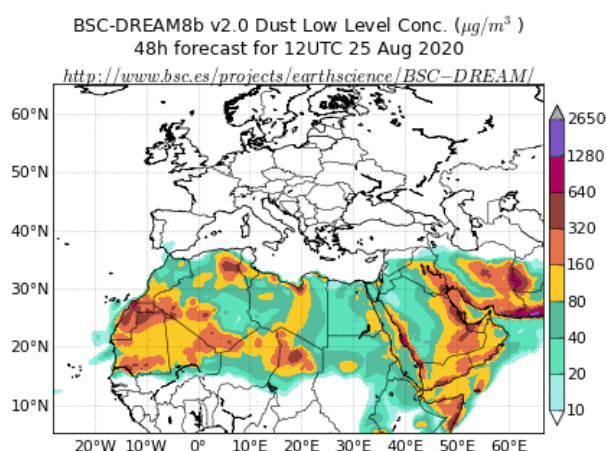 BSC-DREAM8b v2.0 Dust Low Level Conc. (μg/m³ )
48h forecast for 12UTC 25 Aug 2020
http://www.bsc.es/projects/earthscience/BSC−DREAM/
60°N
50°N
40°N
30°N
20°N
10°N
20°W 10°W 0° 10°E 20°E 30°E 40°E 50°E 60°E
2650
1280
640
320
160
80
40
20
10